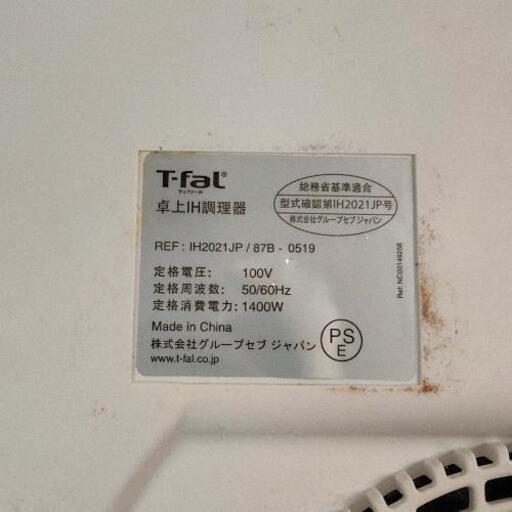 T-fal®
ティファール
卓上IH調理器
総務省基準適合
型式確認第IH2021JP号
株式会社グループセブ ジャパン
REF : IH2021JP / 87B - 0519
定格電圧： 100V
定格周波数： 50/60Hz
定格消費電力: 1400W
Made in China
株式会社グループセブ ジャパン
www.t-fal.co.jp
PS
E
Ref: NC00149258